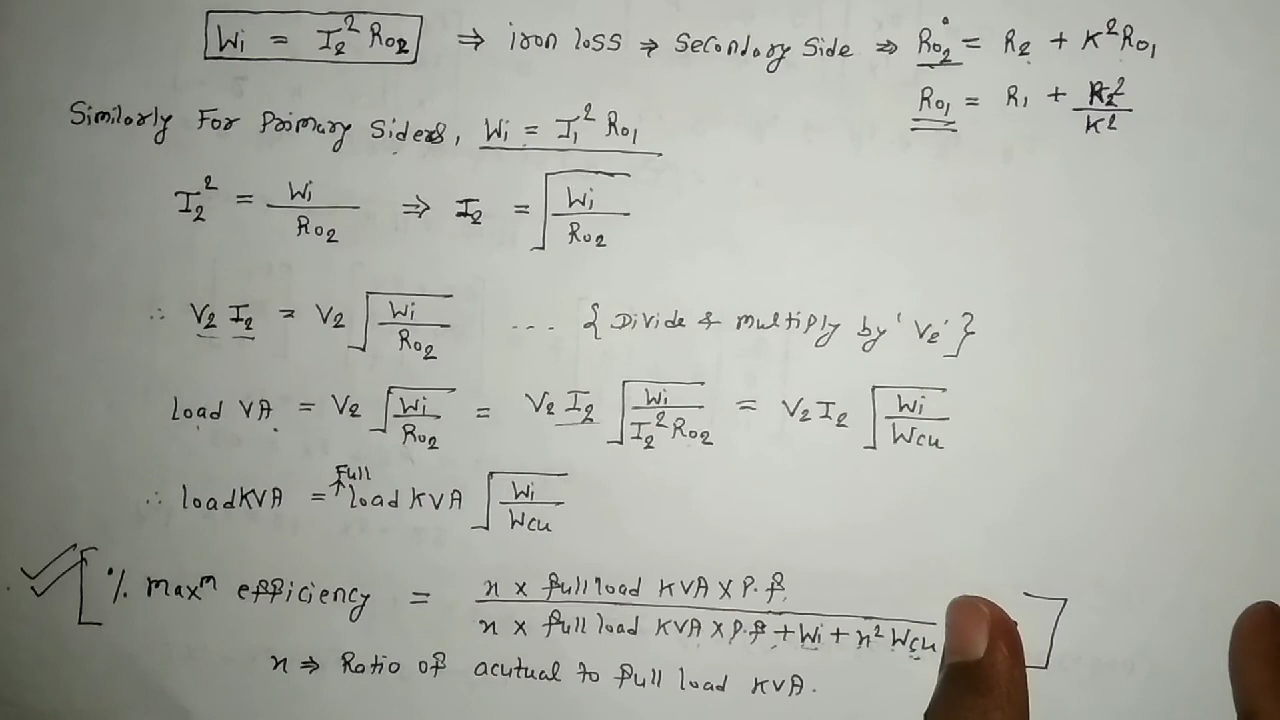 Wi = I₂² Ro₂ ⇒ iron loss → Secondary Side ⇒ Ro₂ = R₂ + K²Ro₁
Ro₁ = R₁ + R₂²/K²
Similarly For Primary Sides, Wi = I₁² Ro₁
I₂² = Wi/Ro₂ ⇒ I₂ = √(Wi/Ro₂)
∴ V₂ I₂ = V₂ √(Wi/Ro₂) ... {Divide & multiply by 'V₂'}
load VA = V₂ √(Wi/Ro₂) = V₂ I₂ √(Wi/I₂² Ro₂) = V₂ I₂ √(Wi/Wcu)
∴ load KVA = Full load KVA √(Wi/Wcu)
% maxᵐ efficiency = x × full load KVA × P.f. / x × full load KVA × P.f + Wi + x² Wcu
x ⇒ Ratio of acutual to full load KVA.